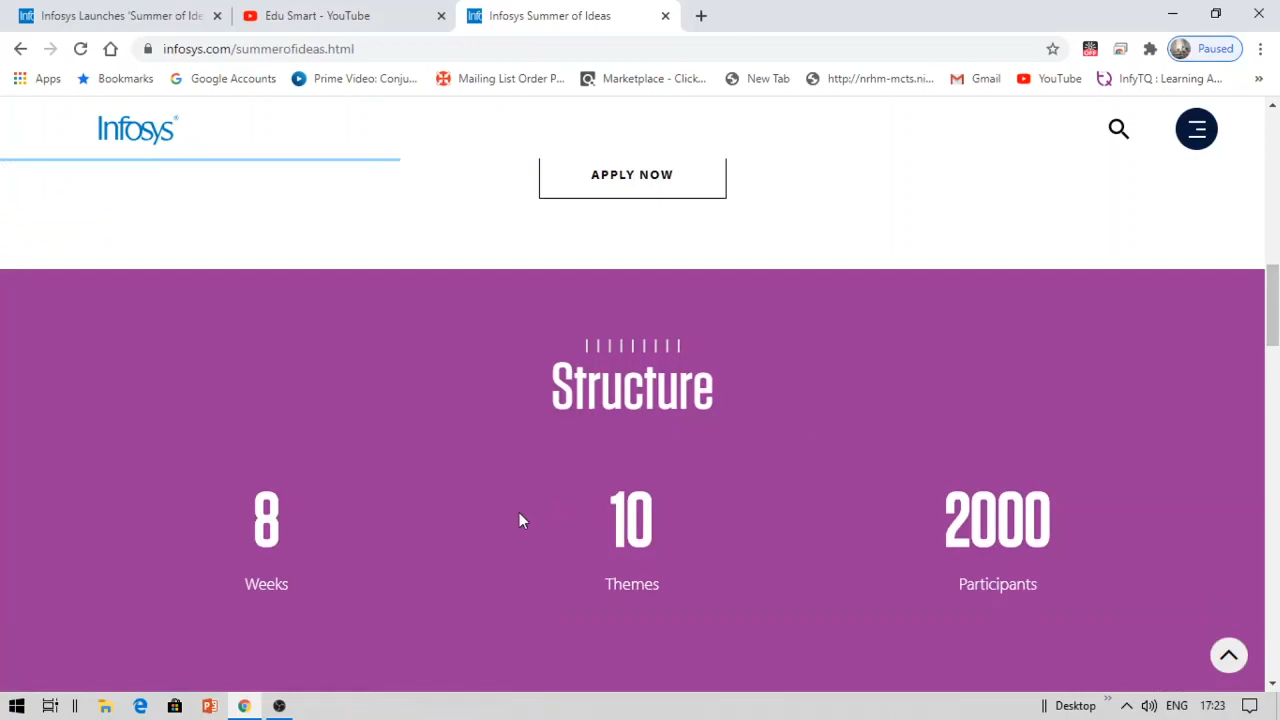 Infosys Launches 'Summer of Ide
Edu Smart - YouTube
Infosys Summer of Ideas
infosys.com/summerofideas.html
Paused
Apps
Bookmarks
Google Accounts
Prime Video: Conju...
Mailing List Order P...
Marketplace - Click...
New Tab
http://nrhm-mcts.ni...
Gmail
YouTube
InfyTQ : Learning A...
»
Infosys®
APPLY NOW
Structure
8
10
2000
Weeks
Themes
Participants
Desktop
»
ENG
17:23